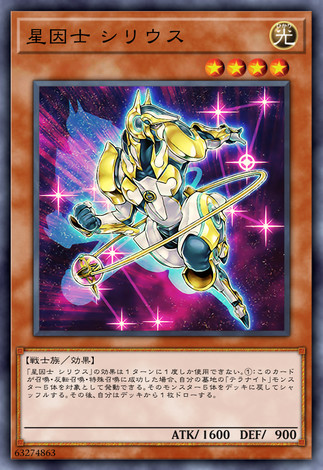 星因士 シリウス
光
【戦士族／効果】
「星因士 シリウス」の効果は１ターンに１度しか使用できない。①：このカード
が召喚・反転召喚・特殊召喚に成功した場合、自分の墓地の「テラナイト」モンス
ター５体を対象として発動できる。そのモンスター５体をデッキに戻してシャ
ッフルする。その後、自分はデッキから１枚ドローする。
ATK/ 1600 DEF/ 900
63274863